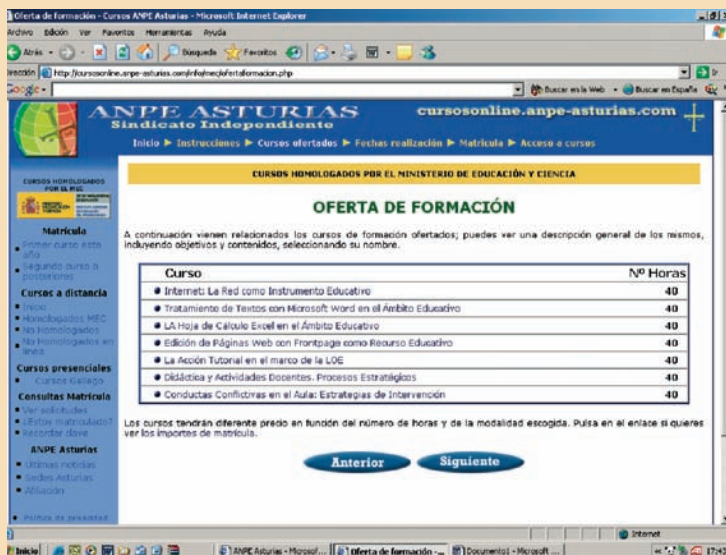 Oferta de formación - Cursos ANPE Asturias - Microsoft Internet Explorer
Archivo Edición Ver Favoritos Herramientas Ayuda
Atrás Búsqueda Favoritos
Dirección http://cursosonline.anpe-asturias.com/info/mec/ofertaformacion.php
Google Buscar en la Web Buscar en España
ANPE ASTURIAS
Sindicato Independiente
cursosonline.anpe-asturias.com
Inicio ► Instrucciones ► Cursos ofertados ► Fechas realización ► Matrícula ► Acceso a cursos
CURSOS HOMOLOGADOS POR EL MEC
Matrícula
Primer curso este año
Segundo curso o posteriores
Cursos a distancia
Inicio
Homologados MEC
No Homologados
No Homologados en línea
Cursos presenciales
Cursos Gallego
Consultas Matrícula
Ver solicitudes
¿Estoy matriculado?
Recordar clave
ANPE Asturias
Últimas noticias
Sedes Asturias
Afiliación
Política de privacidad
CURSOS HOMOLOGADOS POR EL MINISTERIO DE EDUCACIÓN Y CIENCIA
OFERTA DE FORMACIÓN
A continuación vienen relacionados los cursos de formación ofertados; puedes ver una descripción general de los mismos,
incluyendo objetivos y contenidos, seleccionando su nombre.
Curso Nº Horas
Internet: La Red como Instrumento Educativo 40
Tratamiento de Textos con Microsoft Word en el Ámbito Educativo 40
LA Hoja de Cálculo Excel en el Ámbito Educativo 40
Edición de Páginas Web con Frontpage como Recurso Educativo 40
La Acción Tutorial en el marco de la LOE 40
Didáctica y Actividades Docentes. Procesos Estratégicos 40
Conductas Conflictivas en el Aula: Estrategias de Intervención 40
Los cursos tendrán diferente precio en función del número de horas y de la modalidad escogida. Pulsa en el enlace si quieres
ver los importes de matrícula.
Anterior Siguiente
Internet
Inicio ANPE Asturias - Microsof... Oferta de formación -... Documento1 - Microsoft ...